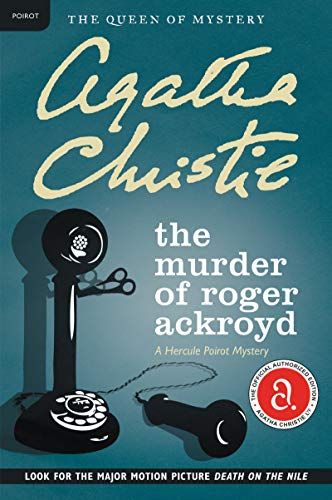 POIROT
THE QUEEN OF MYSTERY
Agatha
Christie
the
murder
of roger
ackroyd
A Hercule Poirot Mystery
THE OFFICIAL AUTHORIZED EDITION
a.
AGATHA CHRISTIE LTD
LOOK FOR THE MAJOR MOTION PICTURE DEATH ON THE NILE